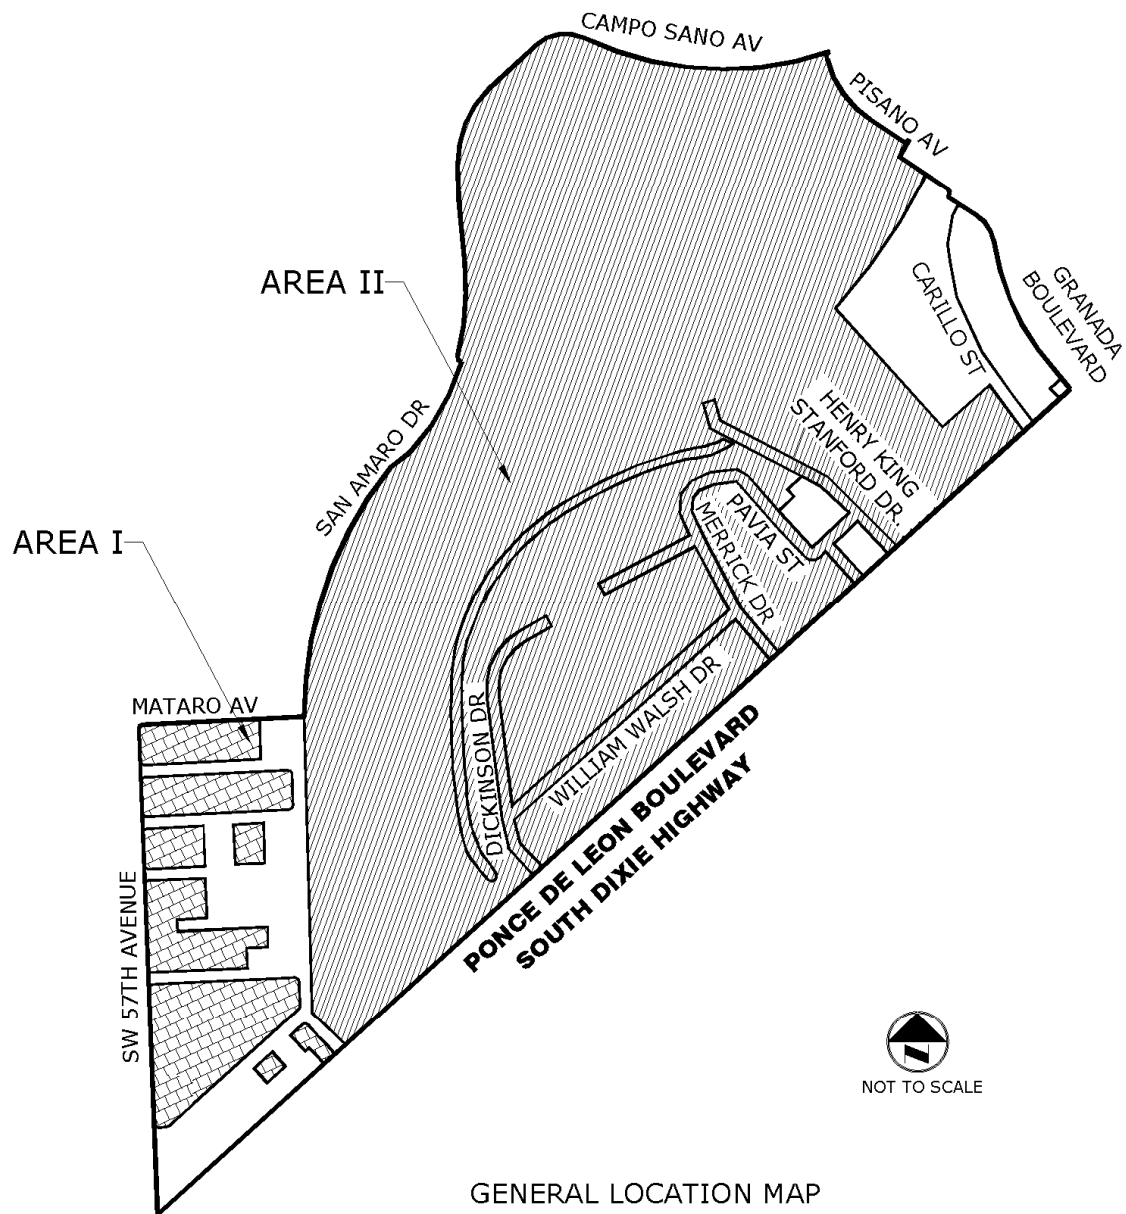 CAMPO SANO AV
PISANO AV
AREA II
CARILLO ST
GRANADA
BOULEVARD
SAN AMARO DR
HENRY KING
STANFORD DR.
AREA I
PAVIA ST
MERRICK DR
MATARO AV
DICKINSON DR
WILLIAM WALSH DR
PONCE DE LEON BOULEVARD
SOUTH DIXIE HIGHWAY
SW 57TH AVENUE
N
NOT TO SCALE
GENERAL LOCATION MAP